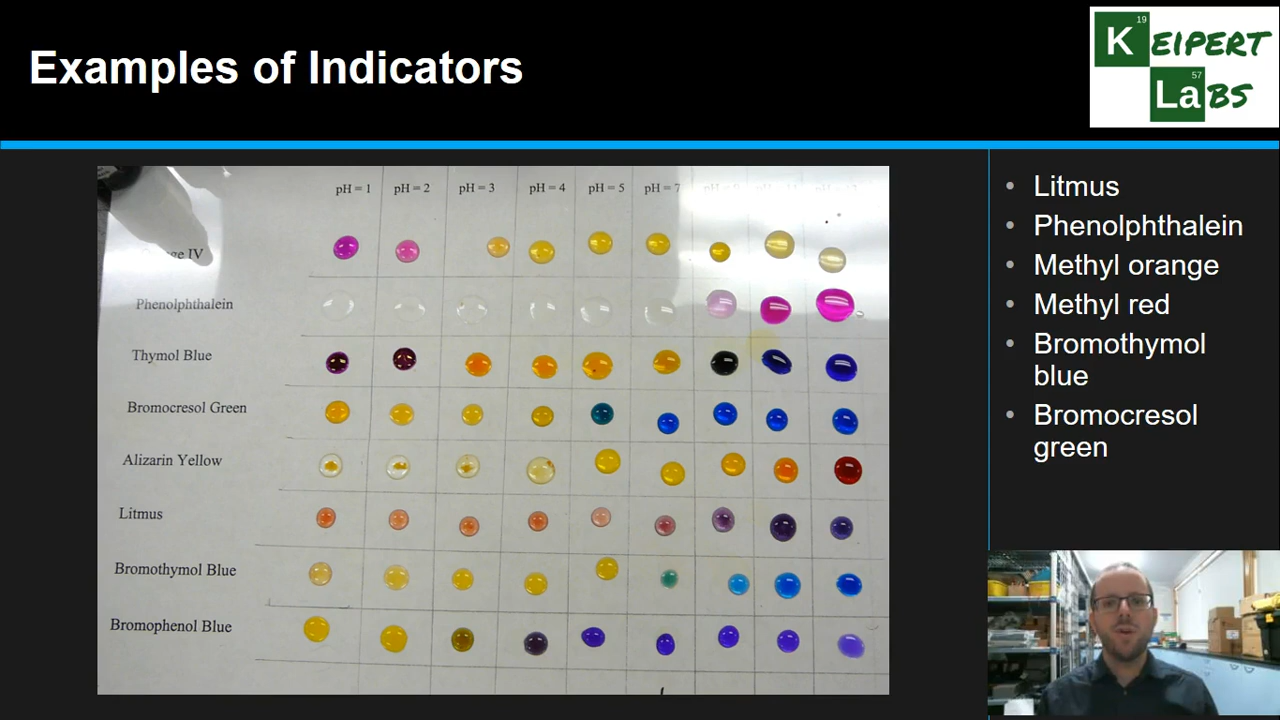 Examples of Indicators
19
K EIPERT
57
La BS
pH = 1 pH = 2 pH = 3 pH = 4 pH = 5 pH = 7
IV
Phenolphthalein
Thymol Blue
Bromocresol Green
Alizarin Yellow
Litmus
Bromothymol Blue
Bromophenol Blue
• Litmus
• Phenolphthalein
• Methyl orange
• Methyl red
• Bromothymol
blue
• Bromocresol
green